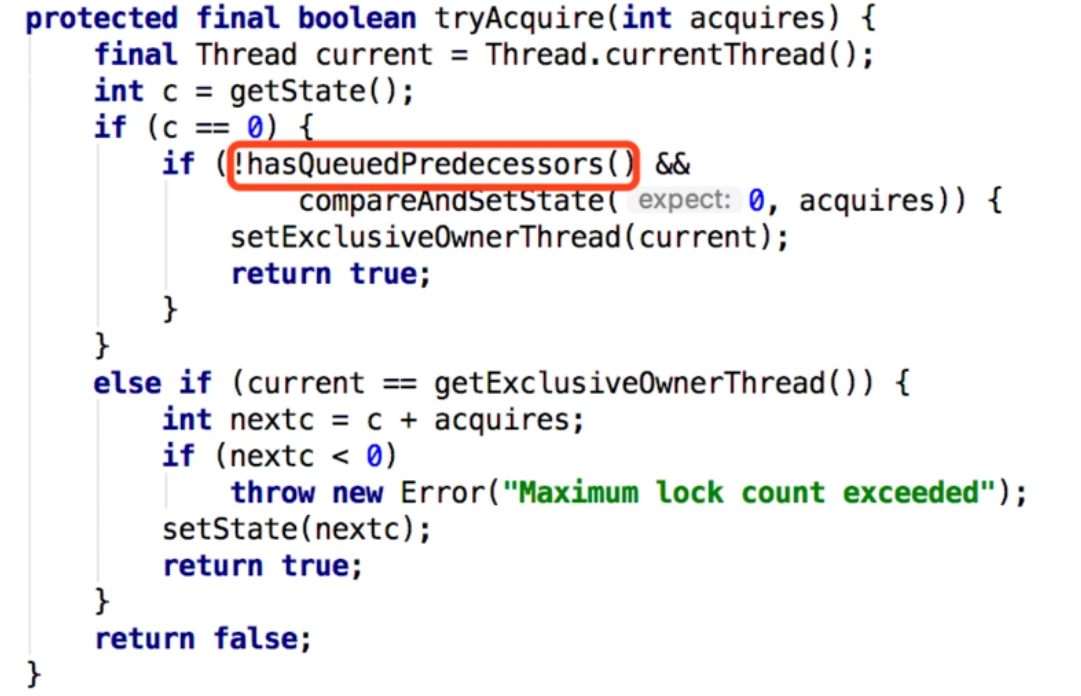 protected final boolean tryAcquire(int acquires) {
final Thread current = Thread.currentThread();
int c = getState();
if (c == 0) {
if (!hasQueuedPredecessors() &&
compareAndSetState( expect: 0, acquires)) {
setExclusiveOwnerThread(current);
return true;
}
}
else if (current == getExclusiveOwnerThread()) {
int nextc = c + acquires;
if (nextc < 0)
throw new Error("Maximum lock count exceeded");
setState(nextc);
return true;
}
return false;
}